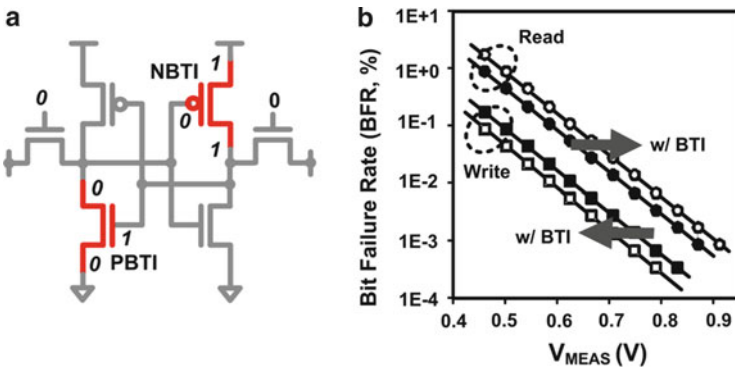 a
NBTI
1
0
0
0
1
0
1
0
PBTI
b
Bit Failure Rate (BFR, %)
1E+1
1E+0
1E-1
1E-2
1E-3
1E-4
Read
w/ BTI
Write
w/ BTI
0.4 0.5 0.6 0.7 0.8 0.9
VMEAS (V)